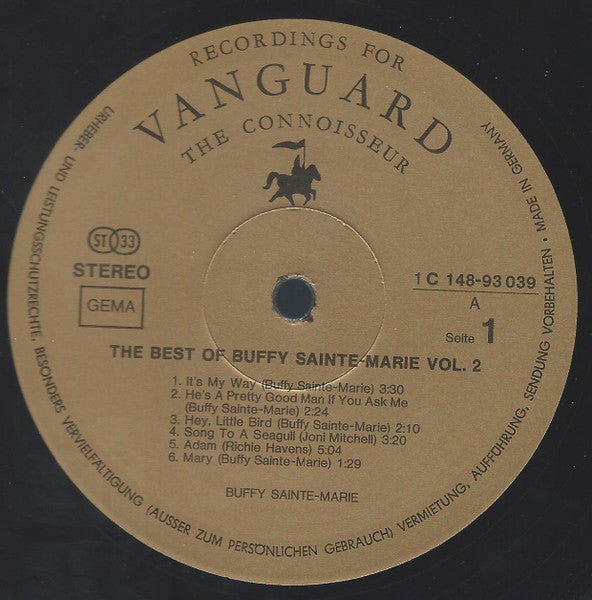 RECORDINGS FOR
VANGUARD
THE CONNOISSEUR
ST 33
STEREO
GEMA
1 C 148-93 039
A
Seite 1
THE BEST OF BUFFY SAINTE-MARIE VOL. 2
1. It's My Way (Buffy Sainte-Marie) 3:30
2. He's A Pretty Good Man If You Ask Me
(Buffy Sainte-Marie) 2:24
3. Hey, Little Bird (Buffy Sainte-Marie) 2:10
4. Song To A Seagull (Joni Mitchell) 3:20
5. Adam (Richie Havens) 5:04
6. Mary (Buffy Sainte-Marie) 1:29
BUFFY SAINTE-MARIE
URHEBER- UND LEISTUNGSSCHUTZRECHTE, BESONDERS VERVIELFÄLTIGUNG (AUSSER ZUM PERSÖNLICHEN GEBRAUCH) VERMIETUNG, AUFFÜHRUNG, SENDUNG VORBEHALTEN • MADE IN GERMANY